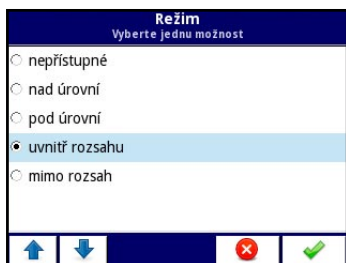 Režim
Vyberte jednu možnost
nepřístupné
nad úrovní
pod úrovní
uvnitř rozsahu
mimo rozsah